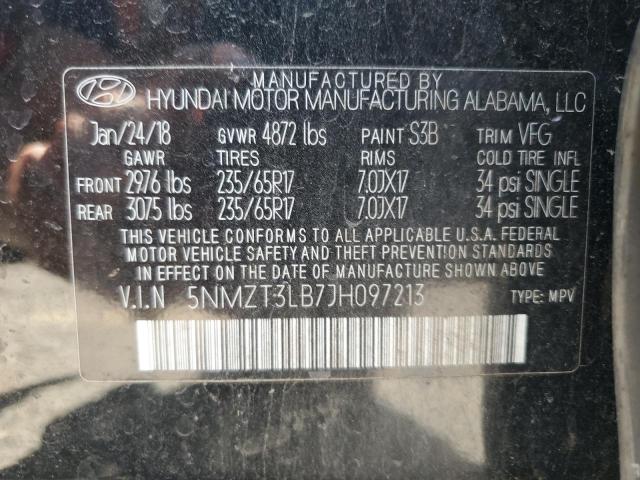 MANUFACTURED BY
HYUNDAI MOTOR MANUFACTURING ALABAMA, LLC
Jan/24/18 GVWR 4872 lbs PAINT S3B TRIM VFG
GAWR TIRES RIMS COLD TIRE INFL
FRONT 2976 lbs 235/65R17 7.0JX17 34 psi SINGLE
REAR 3075 lbs 235/65R17 7.0JX17 34 psi SINGLE
THIS VEHICLE CONFORMS TO ALL APPLICABLE U.S.A. FEDERAL
MOTOR VEHICLE SAFETY AND THEFT PREVENTION STANDARDS
IN EFFECT ON THE DATE OF MANUFACTURE SHOWN ABOVE.
V.I.N 5NMZT3LB7JH097213 TYPE: MPV